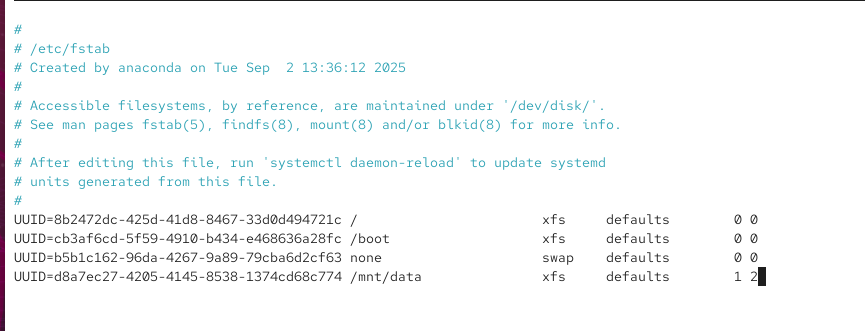 #
# /etc/fstab
# Created by anaconda on Tue Sep  2 13:36:12 2025
#
# Accessible filesystems, by reference, are maintained under '/dev/disk/'.
# See man pages fstab(5), findfs(8), mount(8) and/or blkid(8) for more info.
#
# After editing this file, run 'systemctl daemon-reload' to update systemd
# units generated from this file.
#
UUID=8b2472dc-425d-41d8-8467-33d0d494721c /                       xfs     defaults        0 0
UUID=cb3af6cd-5f59-4910-b434-e468636a28fc /boot                   xfs     defaults        0 0
UUID=b5b1c162-96da-4267-9a89-79cba6d2cf63 none                    swap    defaults        0 0
UUID=d8a7ec27-4205-4145-8538-1374cd68c774 /mnt/data               xfs     defaults        1 2